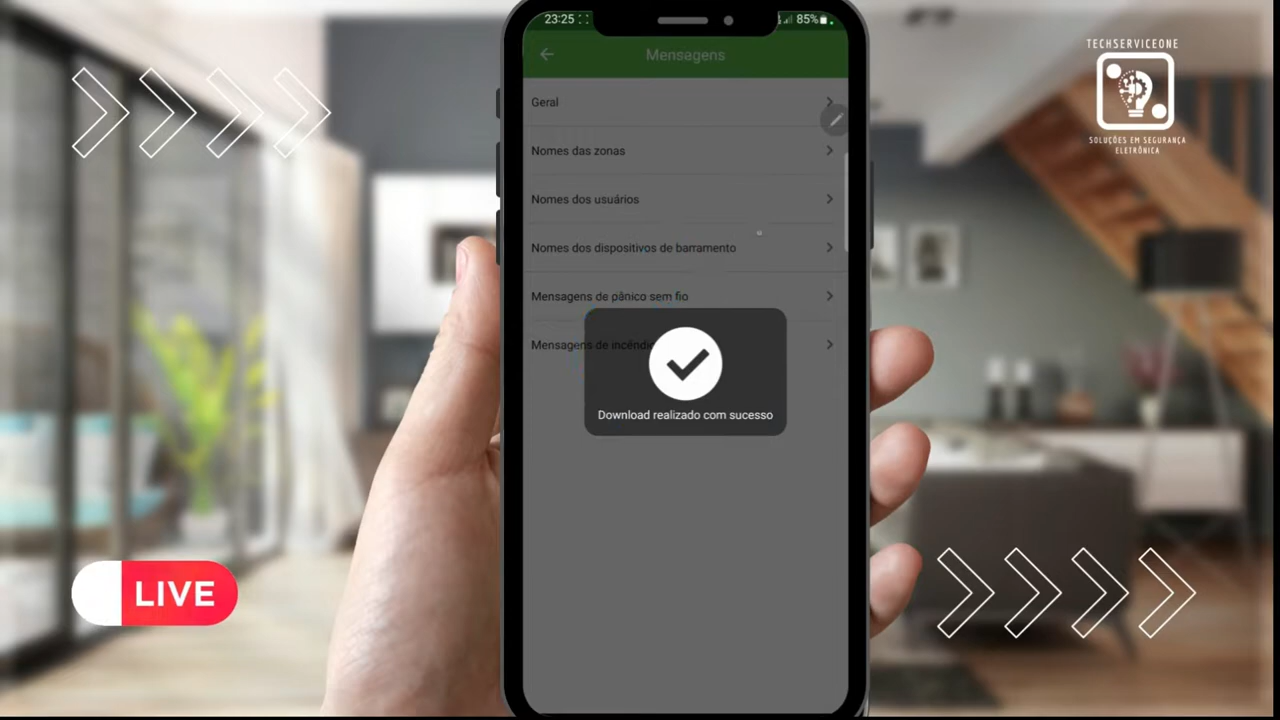 23:25
85%
Mensagens
Geral
Nomes das zonas
Nomes dos usuários
Nomes dos dispositivos de barramento
Mensagens de pânico sem fio
Mensagens de incêndio
Download realizado com sucesso
TECHSERVICEONE
SOLUÇÕES EM SEGURANÇA
ELETRÔNICA
LIVE